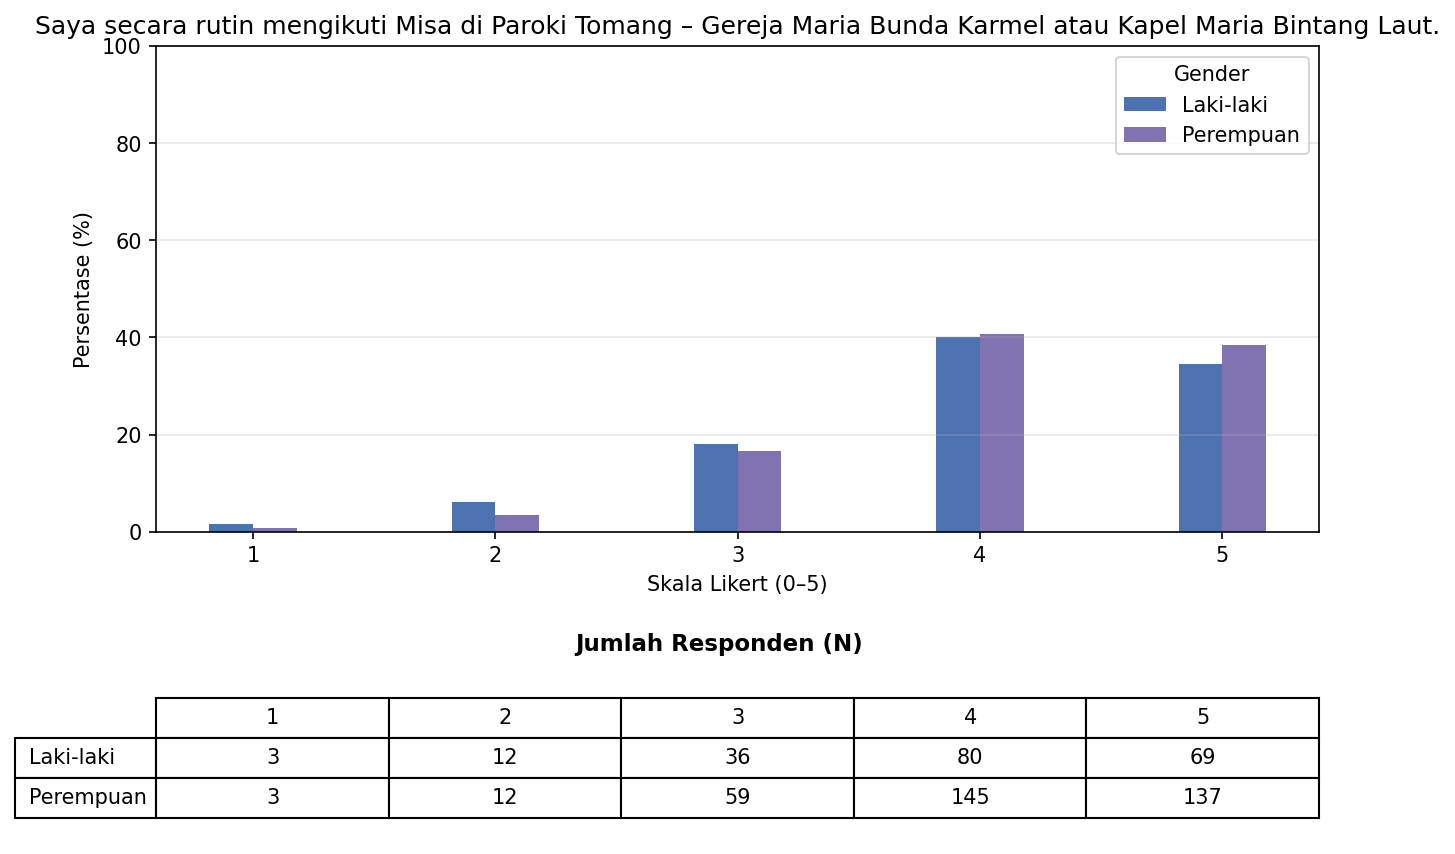 Saya secara rutin mengikuti Misa di Paroki Tomang – Gereja Maria Bunda Karmel atau Kapel Maria Bintang Laut.
100
80
60
40
20
0
Persentase (%)
Gender
Laki-laki
Perempuan
1 2 3 4 5
Skala Likert (0–5)
Jumlah Responden (N)
1 2 3 4 5
Laki-laki 3 12 36 80 69
Perempuan 3 12 59 145 137